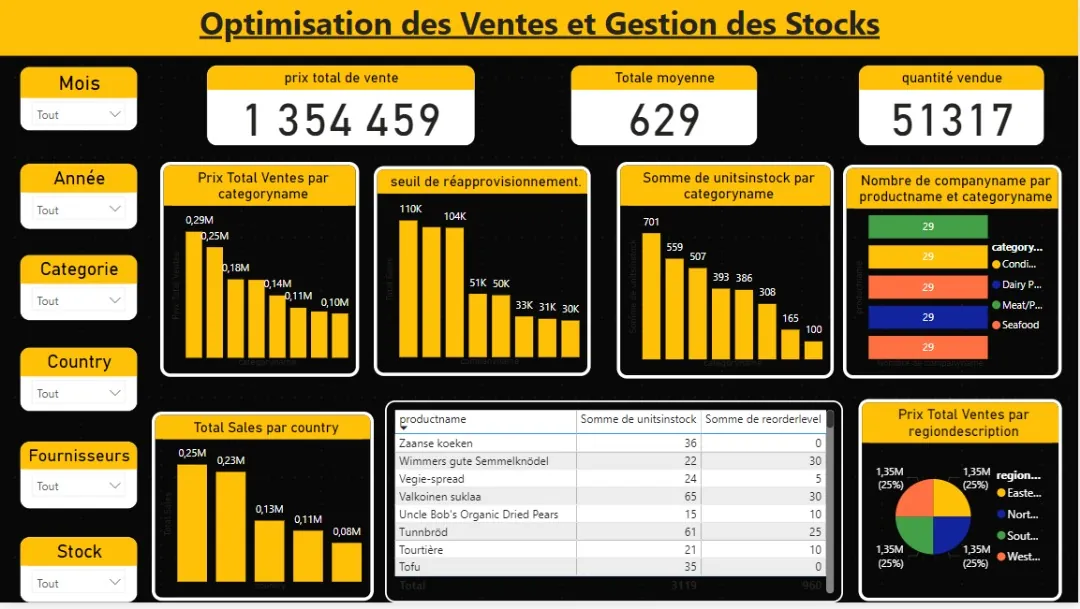 Optimisation des Ventes et Gestion des Stocks
Mois
Tout
prix total de vente
1 354 459
Totale moyenne
629
quantité vendue
51317
Année
Tout
Categorie
Tout
Country
Tout
Fournisseurs
Tout
Stock
Tout
Prix Total Ventes par
categoryname
0,29M
0,25M
0,18M
0,14M
0,11M
0,10M
seuil de réapprovisionnement.
110K
104K
51K
50K
33K
31K
30K
Somme de unitsinstock par
categoryname
701
559
507
393
386
308
165
100
Nombre de companyname par
productname et categoryname
29
29
29
29
29
category...
Condi...
Dairy P...
Meat/P...
Seafood
Total Sales par country
0,25M
0,23M
0,13M
0,11M
0,08M
productname Somme de unitsinstock Somme de reorderlevel
Zaanse koeken 36 0
Wimmers gute Semmelknödel 22 30
Vegie-spread 24 5
Valkoinen suklaa 65 30
Uncle Bob's Organic Dried Pears 15 10
Tunnbröd 61 25
Tourtière 21 10
Tofu 35 0
Total 3119 960
Prix Total Ventes par
regiondescription
1,35M
(25%)
1,35M
(25%)
1,35M
(25%)
1,35M
(25%)
region...
Easte...
Nort...
Sout...
West...